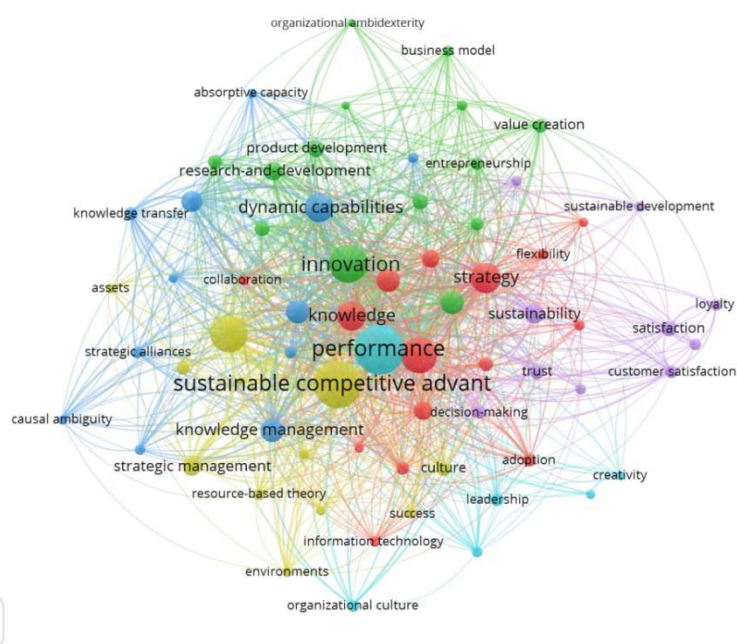 organizational ambidexterity
business model
absorptive capacity
value creation
product development
entrepreneurship
research-and-development
dynamic capabilities
sustainable development
knowledge transfer
flexibility
innovation
strategy
collaboration
assets
loyalty
knowledge
sustainability
satisfaction
performance
strategic alliances
trust
customer satisfaction
sustainable competitive advant
decision-making
causal ambiguity
knowledge management
adoption
strategic management
culture
creativity
resource-based theory
leadership
success
information technology
environments
organizational culture